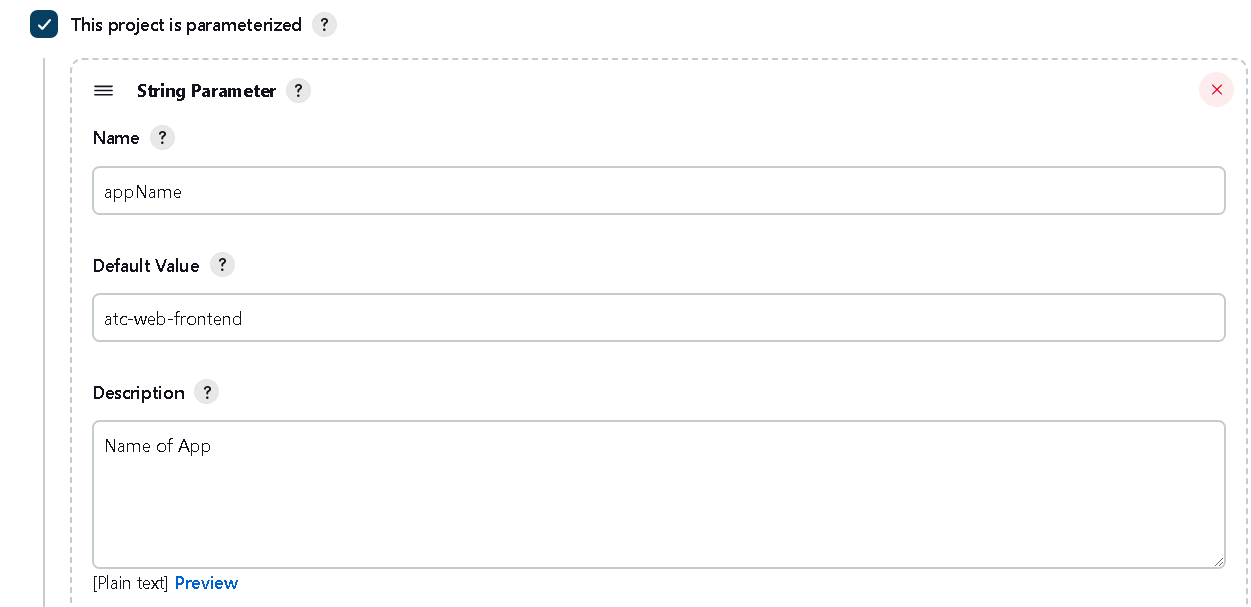 This project is parameterized ?
String Parameter ?
Name ?
appName
Default Value ?
atc-web-frontend
Description ?
Name of App
[Plain text] Preview